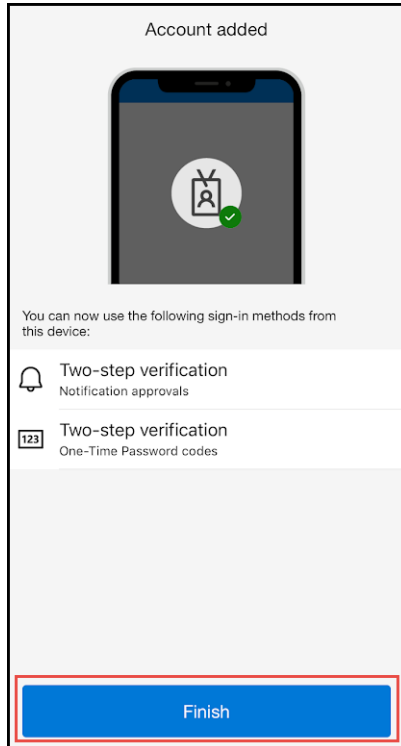 Account added
You can now use the following sign-in methods from
this device:
Two-step verification
Notification approvals
123
Two-step verification
One-Time Password codes
Finish